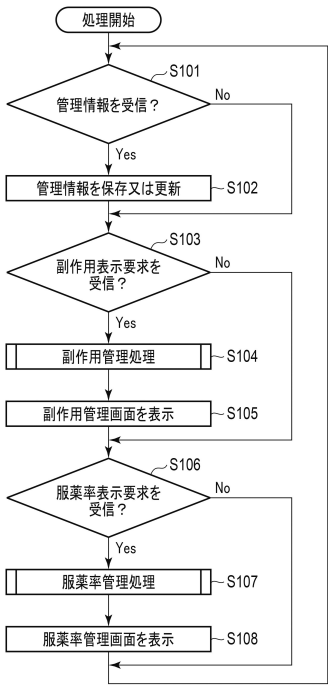 処理開始
S101
管理情報を受信？
No
Yes
管理情報を保存又は更新
S102
S103
副作用表示要求を
受信？
No
Yes
副作用管理処理
S104
副作用管理画面を表示
S105
S106
服薬率表示要求を
受信？
No
Yes
服薬率管理処理
S107
服薬率管理画面を表示
S108